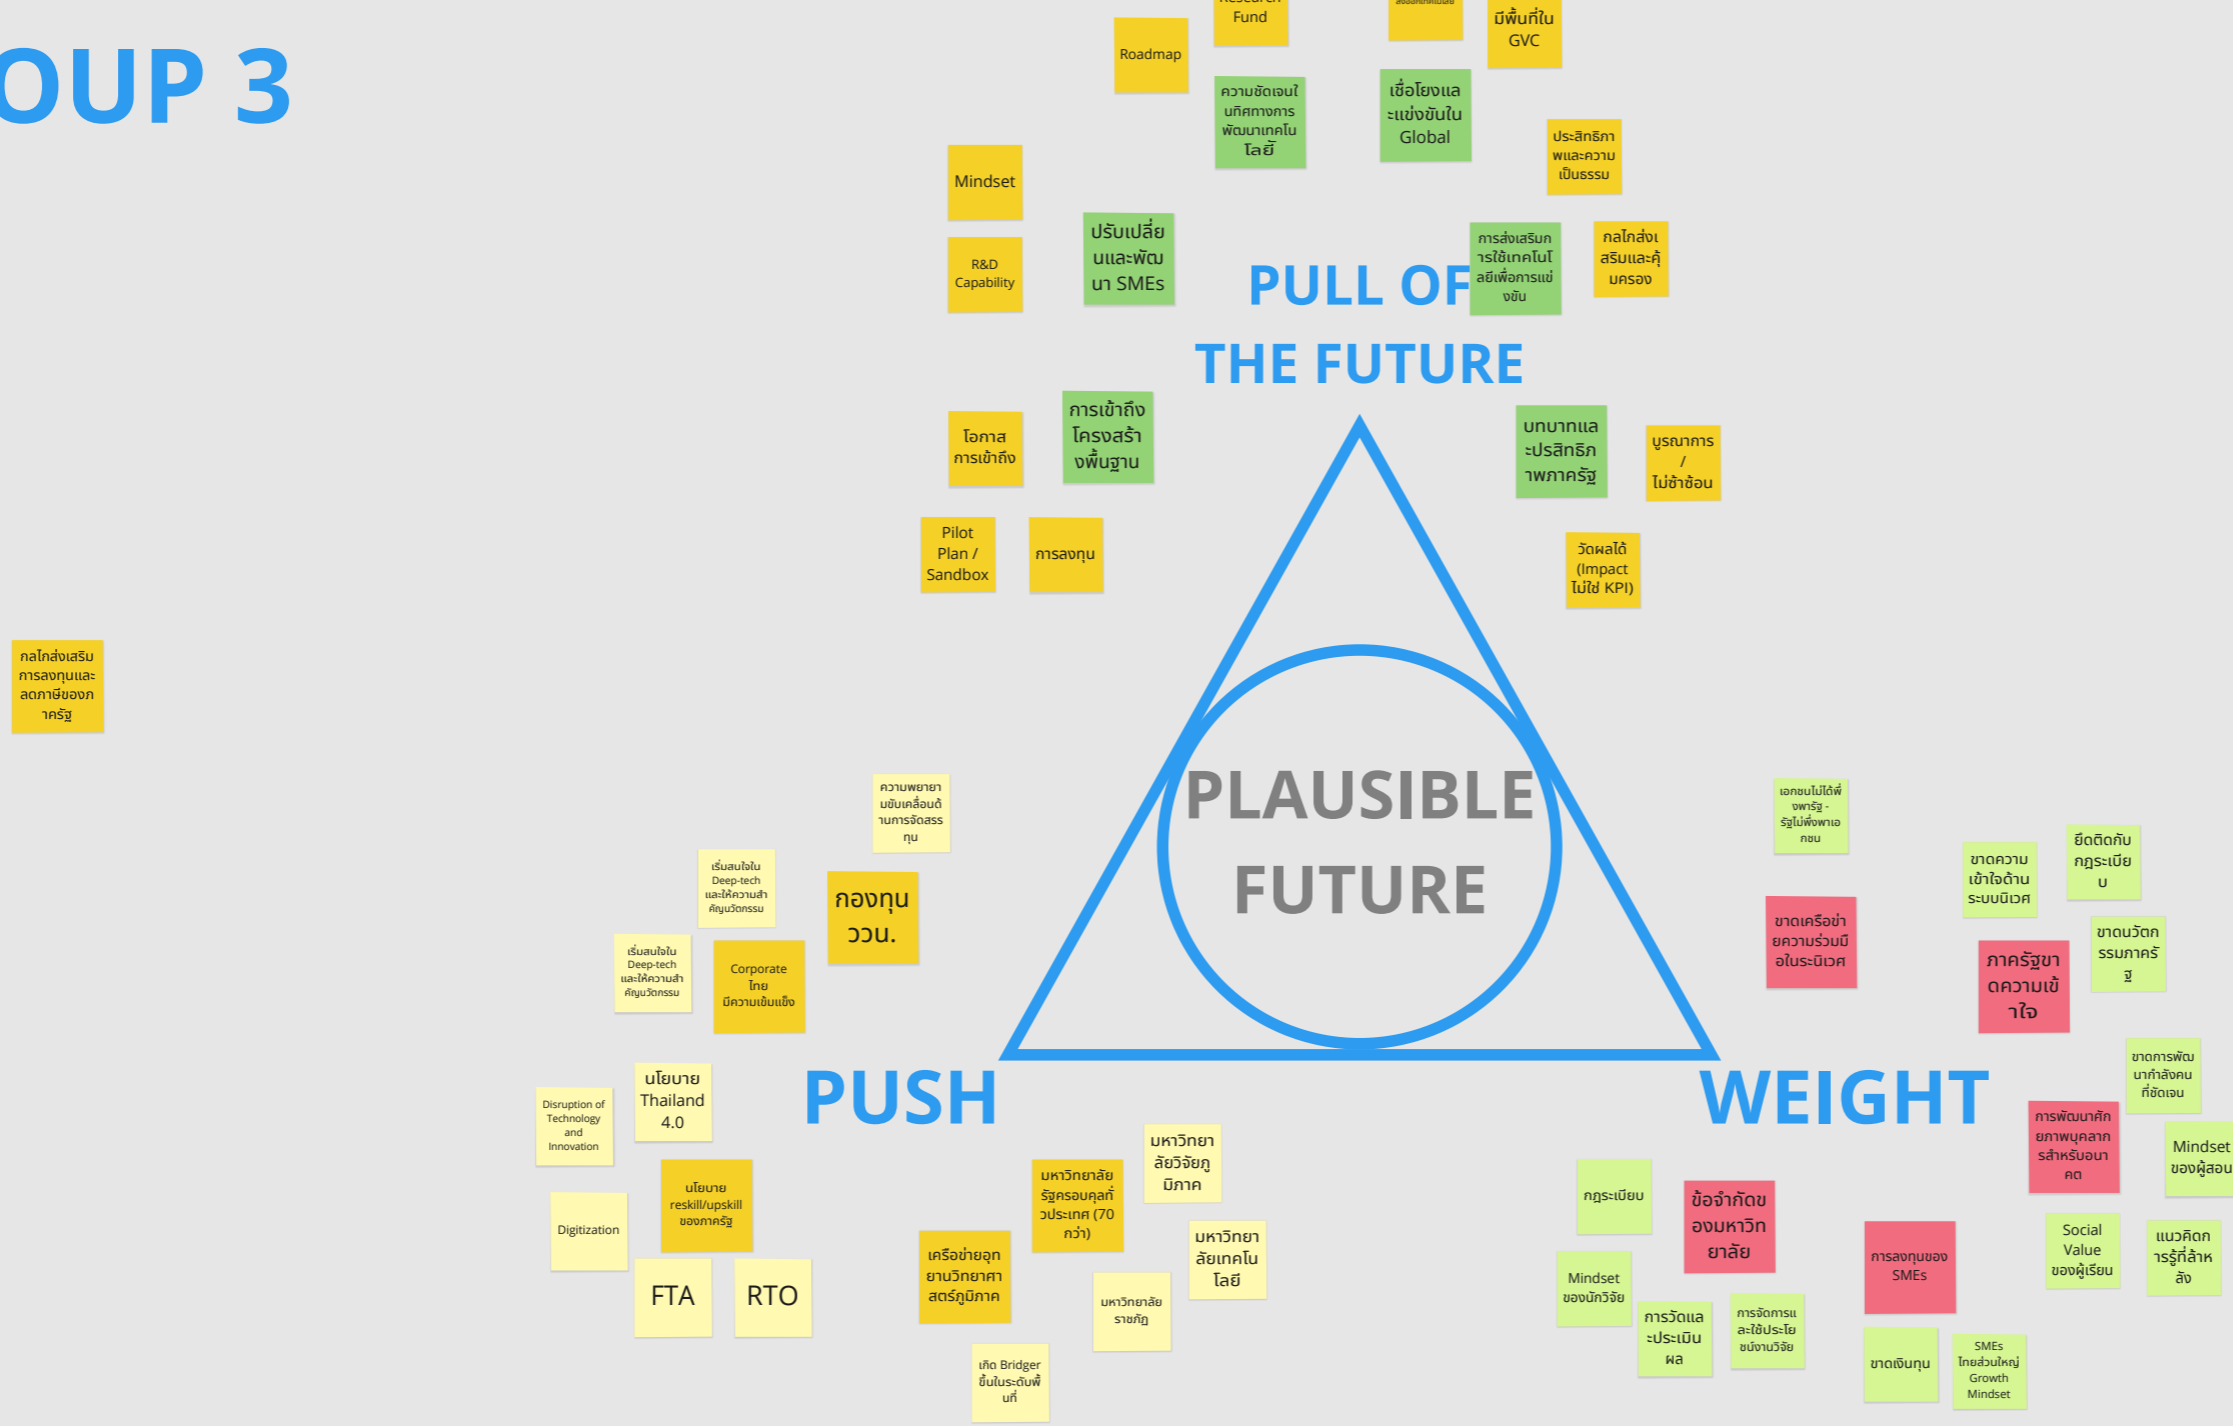 OUP 3
Fund
Roadmap
มีพื้นที่ใน
GVC
ความชัดเจนใ
นทิศทางการ
พัฒนาเทคโน
โลยี
เชื่อโยงแล
ะแข่งขันใน
Global
ประสิทธิภา
พและความ
เป็นธรรม
Mindset
R&D
Capability
ปรับเปลี่ย
นและพัฒ
นา SMEs
PULL OF
THE FUTURE
การส่งเสริมก
ารใช้เทคโนโ
ลยีเพื่อการแข่
งขัน
กลไกส่งเ
สริมและคุ้
มครอง
โอกาส
การเข้าถึง
การเข้าถึง
โครงสร้า
งพื้นฐาน
Pilot
Plan /
Sandbox
การลงทุน
บทบาทแล
ะประสิทธิภ
าพภาครัฐ
บูรณาการ
/
ไม่ซ้ำซ้อน
วัดผลได้
(Impact
ไม่ใช่ KPI)
กลไกส่งเสริม
การลงทุนและ
ลดภาษีของภ
าครัฐ
PLAUSIBLE
FUTURE
ความพยายา
มขับเคลื่อนด้
านการจัดสรร
ทุน
เริ่มสนใจใน
Deep-tech
และให้ความสำ
คัญนวัตกรรม
กองทุน
ววน.
เริ่มสนใจใน
Deep-tech
และให้ความสำ
คัญนวัตกรรม
Corporate
ไทย
มีความเข้มแข็ง
PUSH
นโยบาย
Thailand
4.0
Disruption of
Technology
and
Innovation
นโยบาย
reskill/upskill
ของภาครัฐ
Digitization
FTA
RTO
มหาวิทยา
ลัยวิจัยภู
มิภาค
มหาวิทยาลัย
รัฐครอบคุลทั่
วประเทศ (70
กว่า)
เครือข่ายอุท
ยานวิทยาศา
สตร์ภูมิภาค
มหาวิทยา
ลัยเทคโน
โลยี
มหาวิทยาลัย
ราชภัฏ
เกิด Bridger
ขึ้นในระดับพื้
นที่
WEIGHT
เอกชนไม่ได้พึ่
งพารัฐ -
รัฐไม่พึ่งพาเอ
กชน
ขาดเครือข่า
ยความร่วมมื
อในระนิเวศ
ขาดความ
เข้าใจด้าน
ระบบนิเวศ
ยึดติดกับ
กฎระเบีย
บ
ขาดนวัตก
รรมภาครั
ฐ
ภาครัฐขา
ดความเข้
าใจ
ขาดการพัฒ
นากำลังคน
ที่ชัดเจน
การพัฒนาศัก
ยภาพบุคลาก
รสำหรับอนา
คต
Mindset
ของผู้สอน
Social
Value
ของผู้เรียน
แนวคิดก
ารรู้ที่ล้าห
ลัง
กฎระเบียบ
ข้อจำกัดข
องมหาวิท
ยาลัย
Mindset
ของนักวิจัย
การวัดแล
ะประเมิน
ผล
การจัดการแ
ละใช้ประโย
ชน์งานวิจัย
การลงทุนของ
SMEs
ขาดเงินทุน
SMEs
ไทยส่วนใหญ่
Growth
Mindset